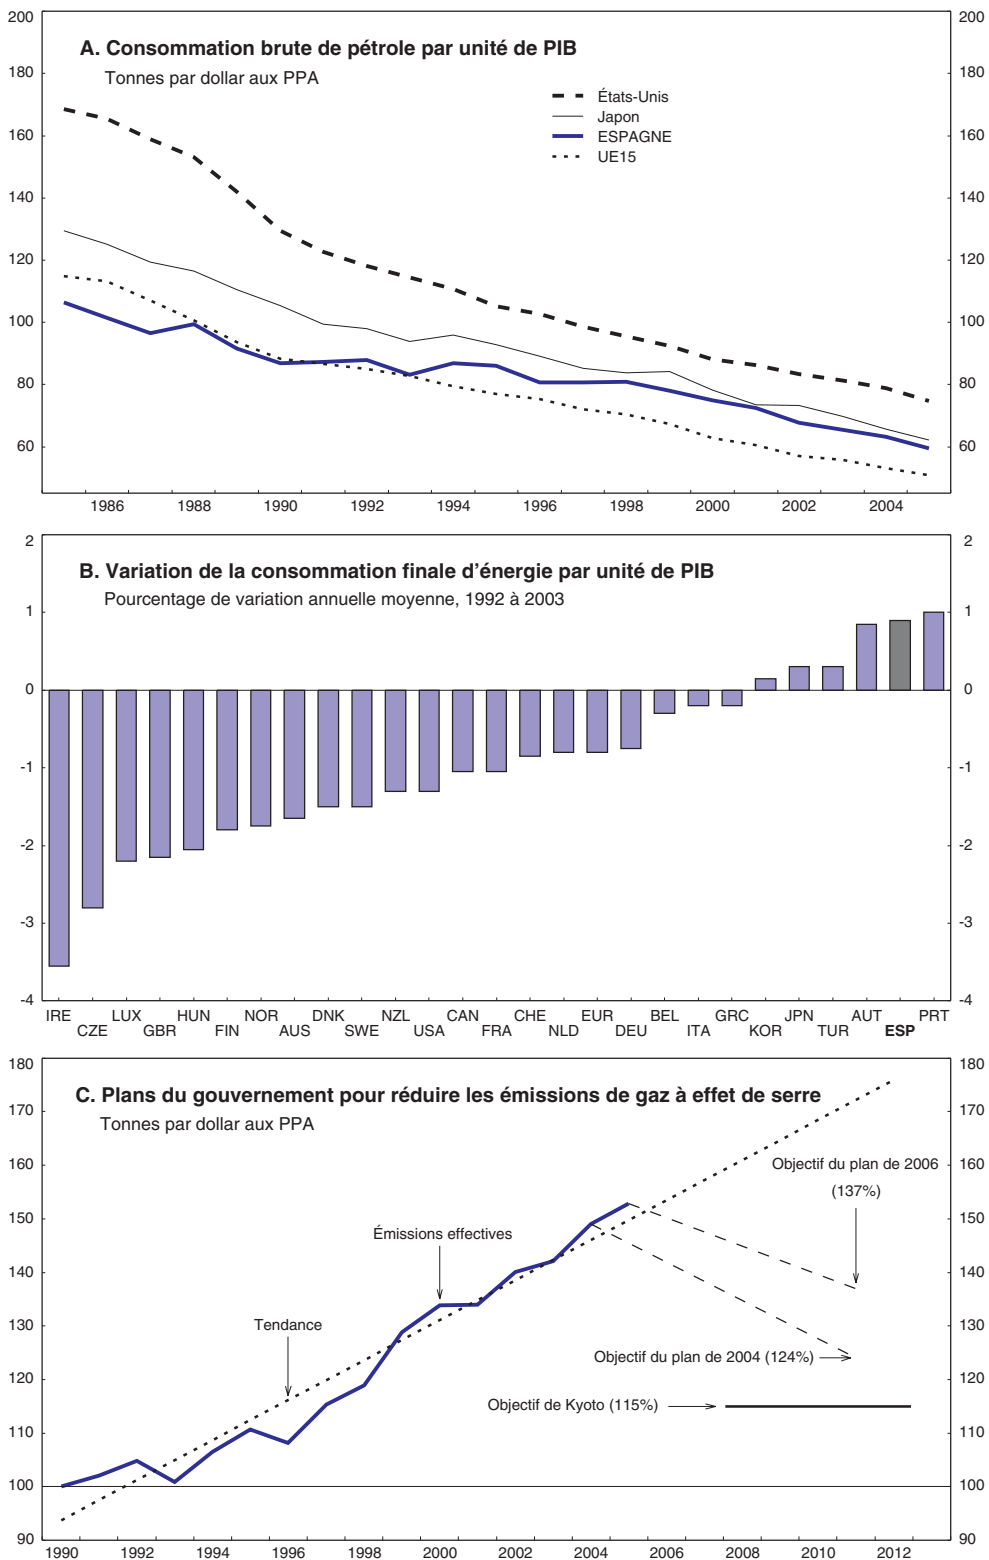 A. Consommation brute de pétrole par unité de PIB
Tonnes par dollar aux PPA
États-Unis
Japon
ESPAGNE
UE15
200 200
180 180
160 160
140 140
120 120
100 100
80 80
60 60
1986 1988 1990 1992 1994 1996 1998 2000 2002 2004
B. Variation de la consommation finale d’énergie par unité de PIB
Pourcentage de variation annuelle moyenne, 1992 à 2003
2 2
1 1
0 0
-1 -1
-2 -2
-3 -3
-4 -4
IRE LUX HUN NOR DNK NZL CAN CHE EUR BEL GRC JPN AUT PRT
CZE GBR FIN AUS SWE USA FRA NLD DEU ITA KOR TUR ESP
C. Plans du gouvernement pour réduire les émissions de gaz à effet de serre
Tonnes par dollar aux PPA
180 180
170 170
160 160
150 150
140 140
130 130
120 120
110 110
100 100
90 90
Objectif du plan de 2006
(137%)
Émissions effectives
Tendance
Objectif du plan de 2004 (124%)
Objectif de Kyoto (115%)
1990 1992 1994 1996 1998 2000 2002 2004 2006 2008 2010 2012